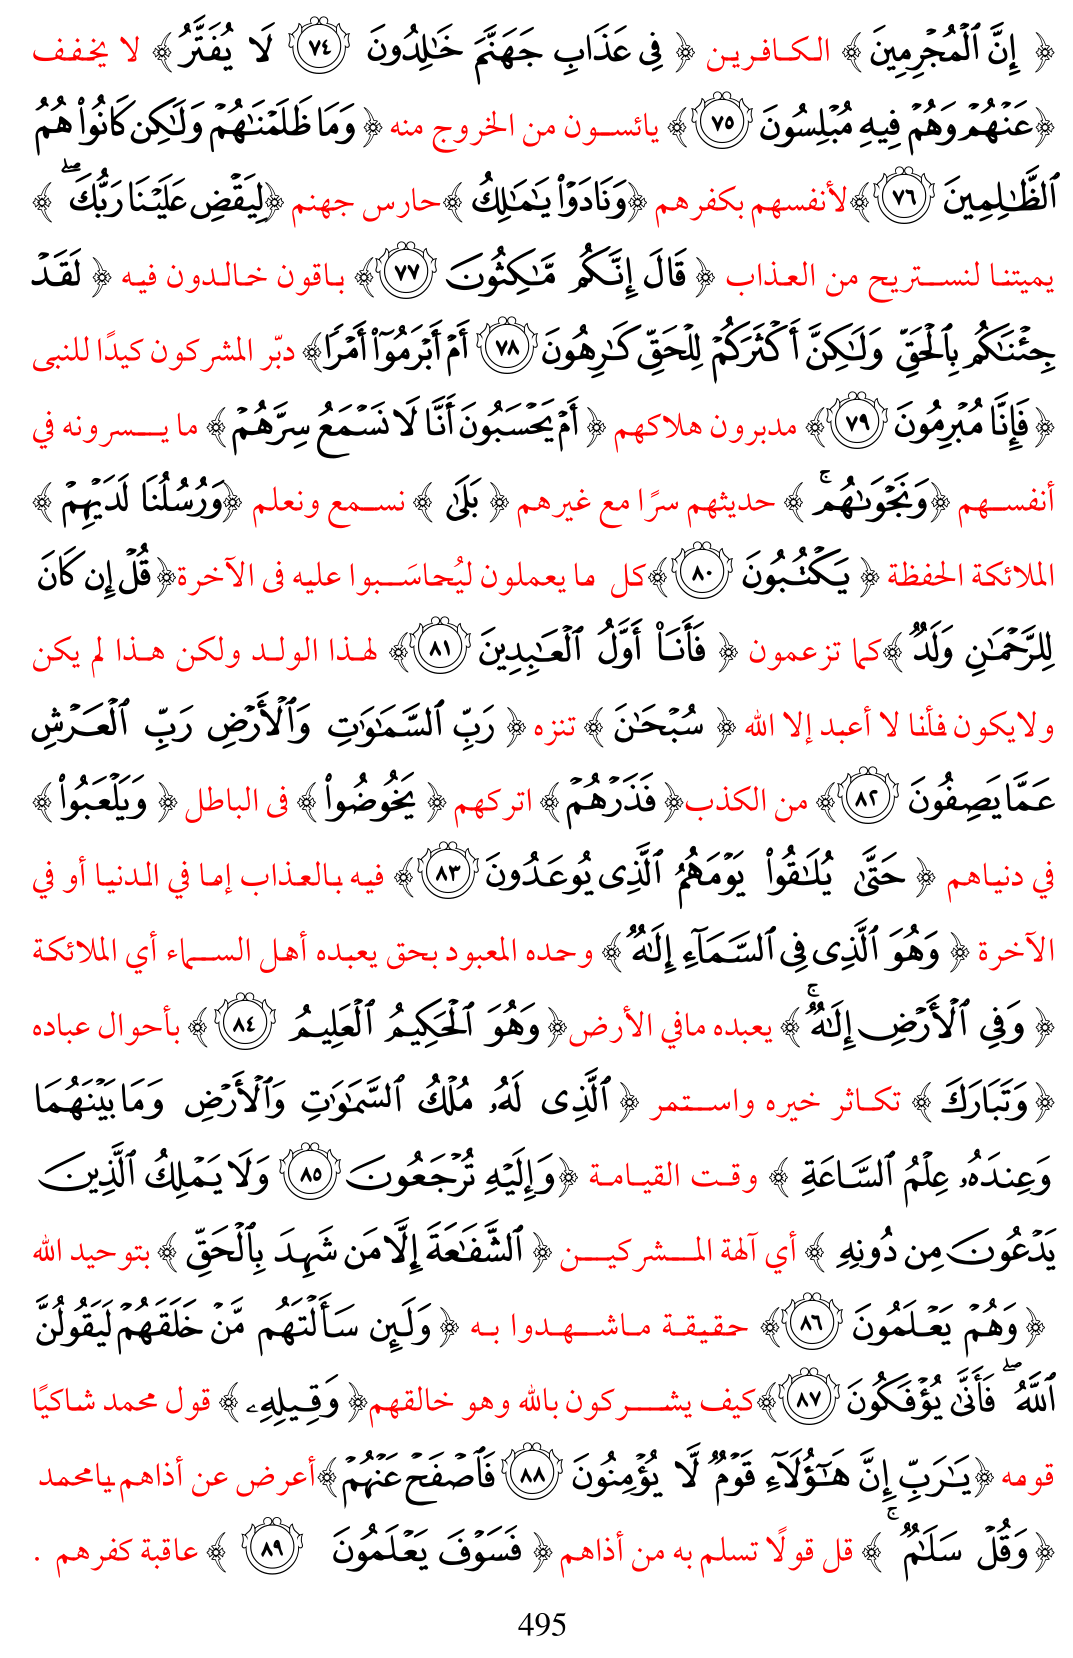 ﴿ إِنَّ ٱلْمُجْرِمِينَ ﴾ الكافرين ﴿ فِى عَذَابِ جَهَنَّمَ خَٰلِدُونَ ٧٤ لَا يُفَتَّرُ ﴾ لا يخفف
﴿ عَنْهُمْ وَهُمْ فِيهِ مُبْلِسُونَ ٧٥ ﴾ يائسون من الخروج منه ﴿ وَمَا ظَلَمْنَٰهُمْ وَلَٰكِن كَانُوا۟ هُمُ
ٱلظَّٰلِمِينَ ٧٦ ﴾ لأنفسهم بكفرهم ﴿ وَنَادَوْا۟ يَٰمَٰلِكُ ﴾ حارس جهنم ﴿ لِيَقْضِ عَلَيْنَا رَبُّكَ ۖ ﴾
يميتنا لنستريح من العذاب ﴿ قَالَ إِنَّكُم مَّٰكِثُونَ ٧٧ ﴾ باقون خالدون فيه ﴿ لَقَدْ
جِئْنَٰكُم بِٱلْحَقِّ وَلَٰكِنَّ أَكْثَرَكُمْ لِلْحَقِّ كَٰرِهُونَ ٧٨ أَمْ أَبْرَمُوٓا۟ أَمْرًا ﴾ دبّر المشركون كيدًا للنبى
﴿ فَإِنَّا مُبْرِمُونَ ٧٩ ﴾ مدبرون هلاكهم ﴿ أَمْ يَحْسَبُونَ أَنَّا لَا نَسْمَعُ سِرَّهُمْ ﴾ ما يسرونه في
أنفسهم ﴿ وَنَجْوَىٰهُم ۚ ﴾ حديثهم سرًا مع غيرهم ﴿ بَلَىٰ ﴾ نسمع ونعلم ﴿ وَرُسُلُنَا لَدَيْهِمْ ﴾
الملائكة الحفظة ﴿ يَكْتُبُونَ ٨٠ ﴾ كل ما يعملون ليُحاسَبوا عليه فى الآخرة ﴿ قُلْ إِن كَانَ
لِلرَّحْمَٰنِ وَلَدٌ ﴾ كما تزعمون ﴿ فَأَنَا۠ أَوَّلُ ٱلْعَٰبِدِينَ ٨١ ﴾ لهذا الولد ولكن هذا لم يكن
ولايكون فأنا لا أعبد إلا الله ﴿ سُبْحَٰنَ ﴾ تنزه ﴿ رَبِّ ٱلسَّمَٰوَٰتِ وَٱلْأَرْضِ رَبِّ ٱلْعَرْشِ
عَمَّا يَصِفُونَ ٨٢ ﴾ من الكذب ﴿ فَذَرْهُمْ ﴾ اتركهم ﴿ يَخُوضُوا۟ ﴾ فى الباطل ﴿ وَيَلْعَبُوا۟ ﴾
في دنياهم ﴿ حَتَّىٰ يُلَٰقُوا۟ يَوْمَهُمُ ٱلَّذِى يُوعَدُونَ ٨٣ ﴾ فيه بالعذاب إما في الدنيا أو في
الآخرة ﴿ وَهُوَ ٱلَّذِى فِى ٱلسَّمَآءِ إِلَٰهٌ ﴾ وحده المعبود بحق يعبده أهل السماء أي الملائكة
﴿ وَفِى ٱلْأَرْضِ إِلَٰهٌ ۚ ﴾ يعبده مافي الأرض ﴿ وَهُوَ ٱلْحَكِيمُ ٱلْعَلِيمُ ٨٤ ﴾ بأحوال عباده
﴿ وَتَبَارَكَ ﴾ تكاثر خيره واستمر ﴿ ٱلَّذِى لَهُۥ مُلْكُ ٱلسَّمَٰوَٰتِ وَٱلْأَرْضِ وَمَا بَيْنَهُمَا
وَعِندَهُۥ عِلْمُ ٱلسَّاعَةِ ﴾ وقت القيامة ﴿ وَإِلَيْهِ تُرْجَعُونَ ٨٥ وَلَا يَمْلِكُ ٱلَّذِينَ
يَدْعُونَ مِن دُونِهِ ﴾ أي آلهة المشركين ﴿ ٱلشَّفَٰعَةَ إِلَّا مَن شَهِدَ بِٱلْحَقِّ ﴾ بتوحيد الله
﴿ وَهُمْ يَعْلَمُونَ ٨٦ ﴾ حقيقة ماشهدوا به ﴿ وَلَئِن سَأَلْتَهُم مَّنْ خَلَقَهُمْ لَيَقُولُنَّ
ٱللَّهُ ۖ فَأَنَّىٰ يُؤْفَكُونَ ٨٧ ﴾ كيف يشركون بالله وهو خالقهم ﴿ وَقِيلِهِۦ ﴾ قول محمد شاكيًا
قومه ﴿ يَٰرَبِّ إِنَّ هَٰٓؤُلَآءِ قَوْمٌ لَّا يُؤْمِنُونَ ٨٨ فَٱصْفَحْ عَنْهُمْ ﴾ أعرض عن أذاهم يامحمد
﴿ وَقُلْ سَلَٰمٌ ۚ ﴾ قل قولًا تسلم به من أذاهم ﴿ فَسَوْفَ يَعْلَمُونَ ٨٩ ﴾ عاقبة كفرهم .
495